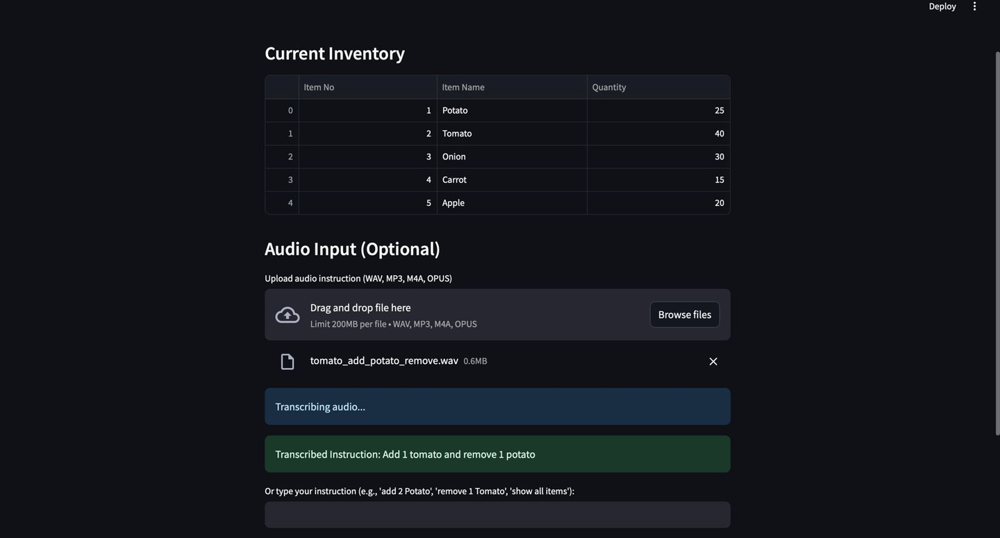 Deploy
Current Inventory
Item No Item Name Quantity
0 1 Potato 25
1 2 Tomato 40
2 3 Onion 30
3 4 Carrot 15
4 5 Apple 20
Audio Input (Optional)
Upload audio instruction (WAV, MP3, M4A, OPUS)
Drag and drop file here
Limit 200MB per file • WAV, MP3, M4A, OPUS
Browse files
tomato_add_potato_remove.wav 0.6MB
Transcribing audio...
Transcribed Instruction: Add 1 tomato and remove 1 potato
Or type your instruction (e.g., 'add 2 Potato', 'remove 1 Tomato', 'show all items'):